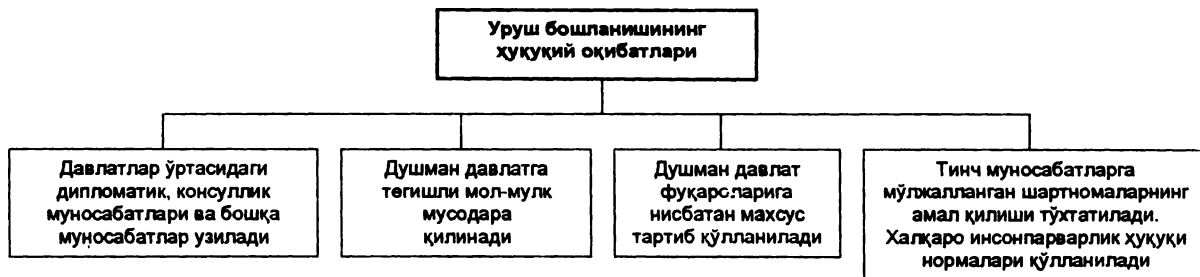 Уруш бошланишининг
ҳуқуқий оқибатлари
Давлатлар ўртасидаги
дипломатик, консуллик
муносабатлари ва бошқа
муносабатлар узилади
Душман давлатга
тегишли мол-мулк
мусодара
қилинади
Душман давлат
фуқароларига
нисбатан махсус
тартиб қўлланилади
Тинч муносабатларга
мўлжалланган шартномаларнинг
амал қилиши тўхтатилади.
Халқаро инсонпарварлик ҳуқуқи
нормалари қўлланилади